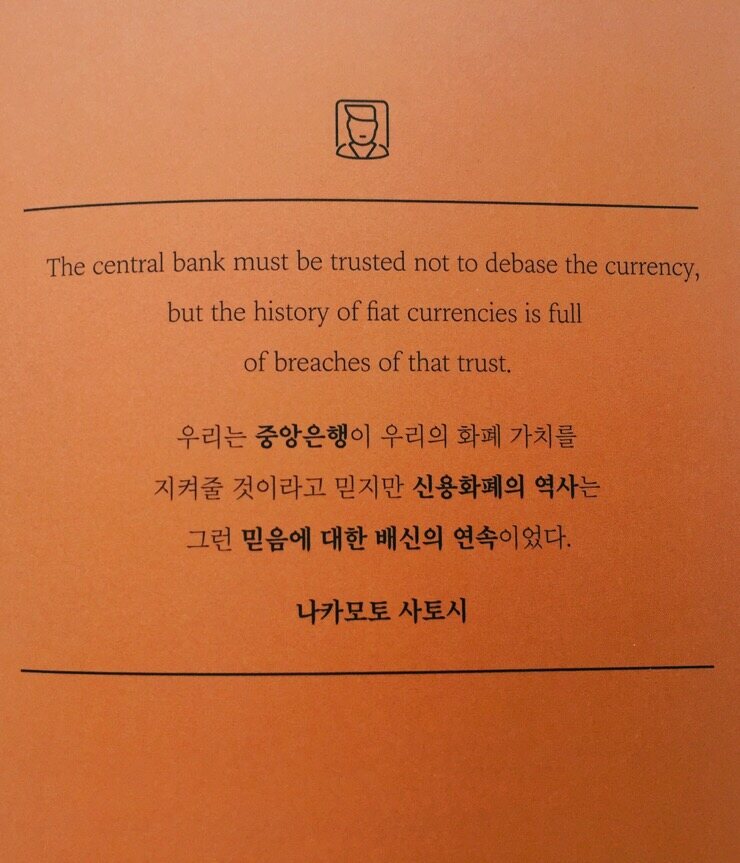 The central bank must be trusted not to debase the currency,
but the history of fiat currencies is full
of breaches of that trust.
우리는 중앙은행이 우리의 화폐 가치를
지켜줄 것이라고 믿지만 신용화폐의 역사는
그런 믿음에 대한 배신의 연속이었다.
나카모토 사토시